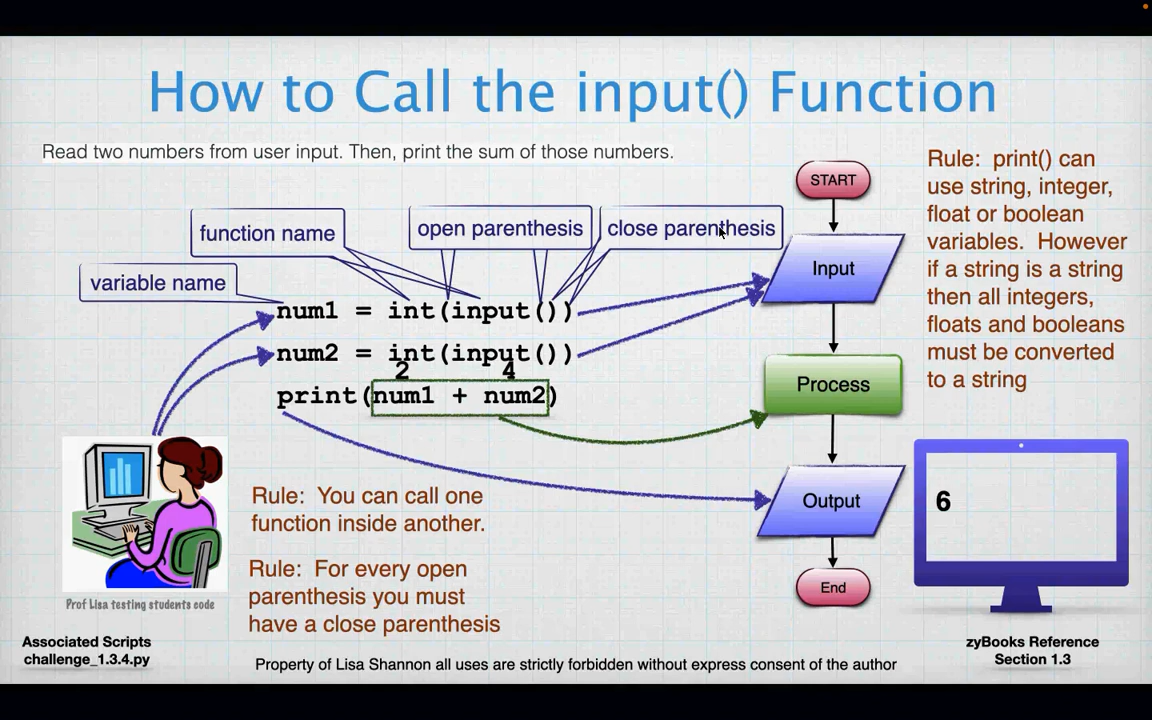 How to Call the input() Function
Read two numbers from user input. Then, print the sum of those numbers.
function name
open parenthesis
close parenthesis
variable name
num1 = int(input())
num2 = int(input())
2 4
print(num1 + num2)
START
Input
Process
Output
End
Rule: print() can
use string, integer,
float or boolean
variables. However
if a string is a string
then all integers,
floats and booleans
must be converted
to a string
6
Rule: You can call one
function inside another.
Rule: For every open
parenthesis you must
have a close parenthesis
Prof Lisa testing students code
Associated Scripts
challenge_1.3.4.py
Property of Lisa Shannon all uses are strictly forbidden without express consent of the author
zyBooks Reference
Section 1.3